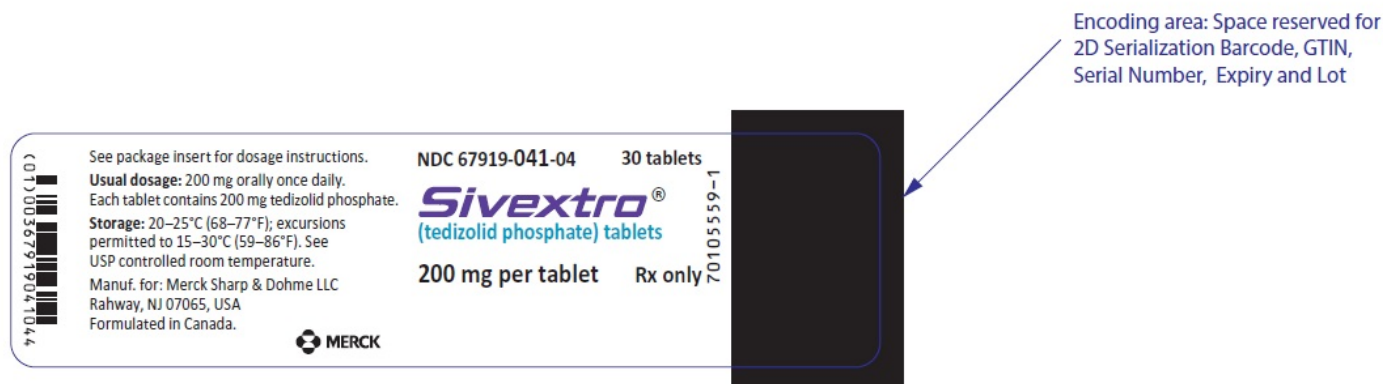 Encoding area: Space reserved for
2D Serialization Barcode, GTIN,
Serial Number, Expiry and Lot
(01)00367919041044
See package insert for dosage instructions.
Usual dosage: 200 mg orally once daily.
Each tablet contains 200 mg tedizolid phosphate.
Storage: 20–25°C (68–77°F); excursions
permitted to 15–30°C (59–86°F). See
USP controlled room temperature.
Manuf. for: Merck Sharp & Dohme LLC
Rahway, NJ 07065, USA
Formulated in Canada.
MERCK
NDC 67919-041-04 30 tablets
Sivextro®
(tedizolid phosphate) tablets
200 mg per tablet Rx only
70105559-1